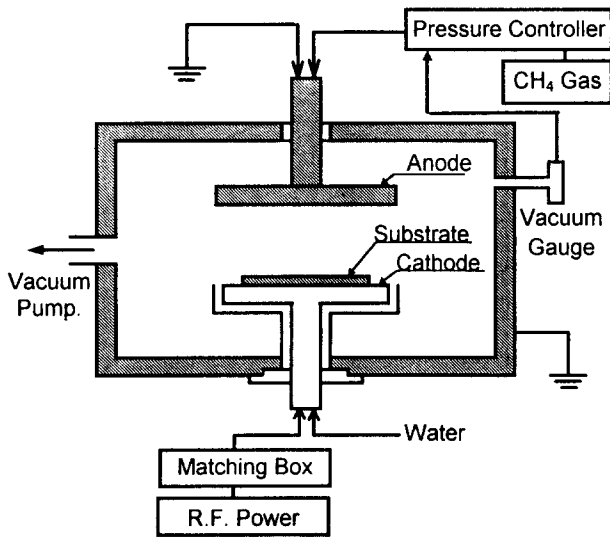 Pressure Controller
CH₄ Gas
Anode
Vacuum
Gauge
Substrate
Cathode
Vacuum
Pump.
Water
Matching Box
R.F. Power